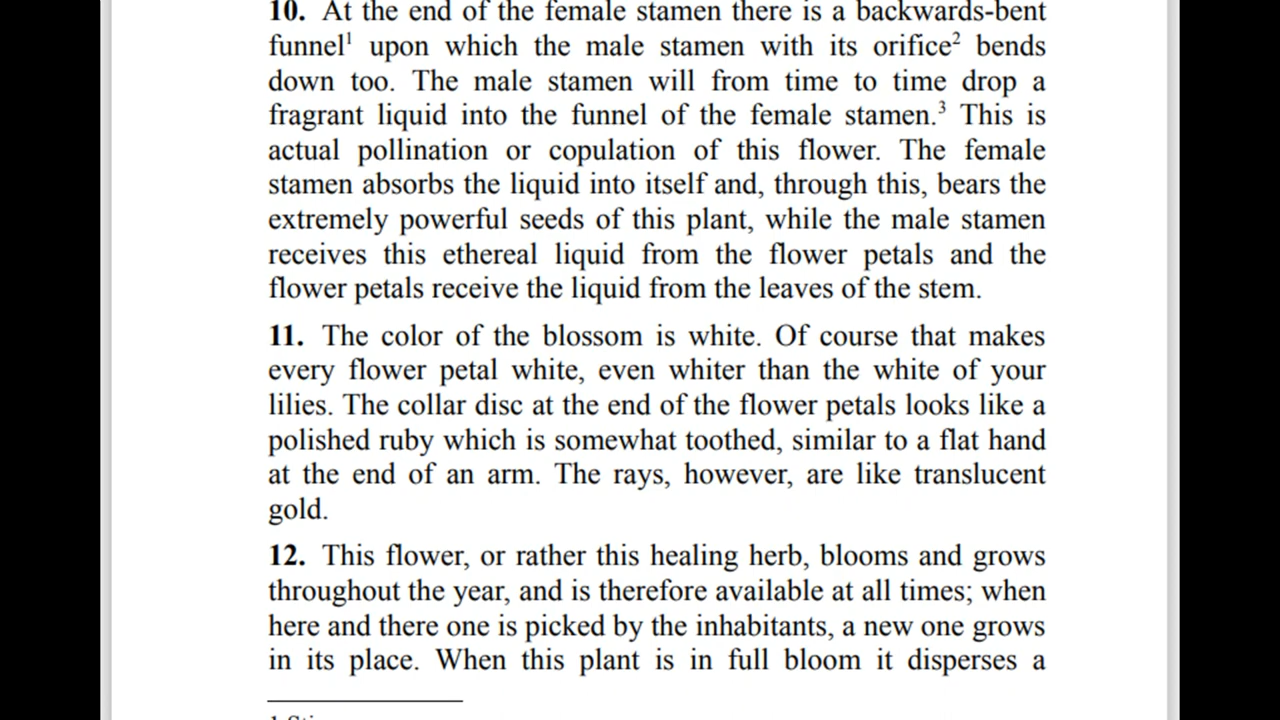 10. At the end of the female stamen there is a backwards-bent
funnel¹ upon which the male stamen with its orifice² bends
down too. The male stamen will from time to time drop a
fragrant liquid into the funnel of the female stamen.³ This is
actual pollination or copulation of this flower. The female
stamen absorbs the liquid into itself and, through this, bears the
extremely powerful seeds of this plant, while the male stamen
receives this ethereal liquid from the flower petals and the
flower petals receive the liquid from the leaves of the stem.
11. The color of the blossom is white. Of course that makes
every flower petal white, even whiter than the white of your
lilies. The collar disc at the end of the flower petals looks like a
polished ruby which is somewhat toothed, similar to a flat hand
at the end of an arm. The rays, however, are like translucent
gold.
12. This flower, or rather this healing herb, blooms and grows
throughout the year, and is therefore available at all times; when
here and there one is picked by the inhabitants, a new one grows
in its place. When this plant is in full bloom it disperses a